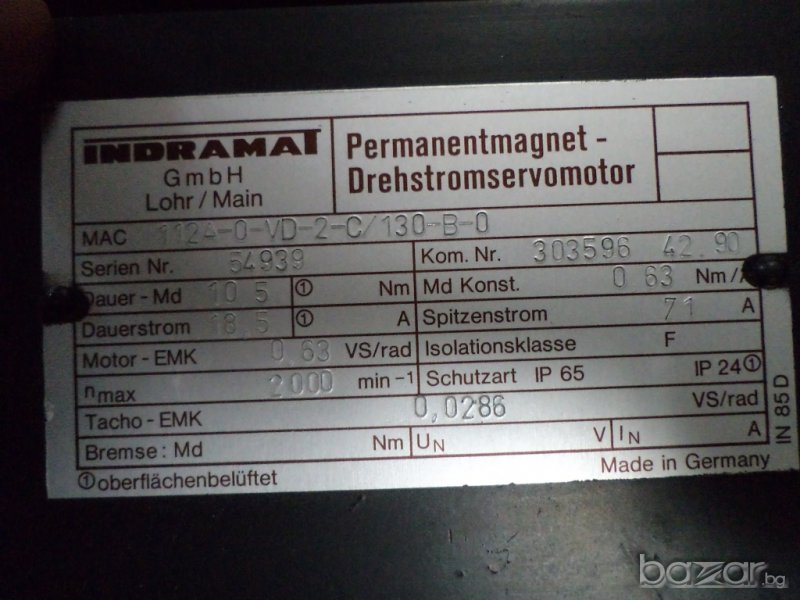 INDRAMAT
GmbH
Lohr / Main
Permanentmagnet -
Drehstromservomotor
MAC 112A-0-VD-2-C/130-B-0
Serien Nr. 54939
Kom. Nr. 303596 42.90
Dauer - Md 10,5 ① Nm
Md Konst. 0,63 Nm/A
Dauerstrom 18,5 ① A
Spitzenstrom 71 A
Motor - EMK 0,63 VS/rad
Isolationsklasse F
nmax 2000 min -1
Schutzart IP 65 IP 24①
Tacho - EMK 0,0286 VS/rad
Bremse : Md Nm UN V IN A
①oberflächenbelüftet
Made in Germany
IN 85 D
bazar.bg